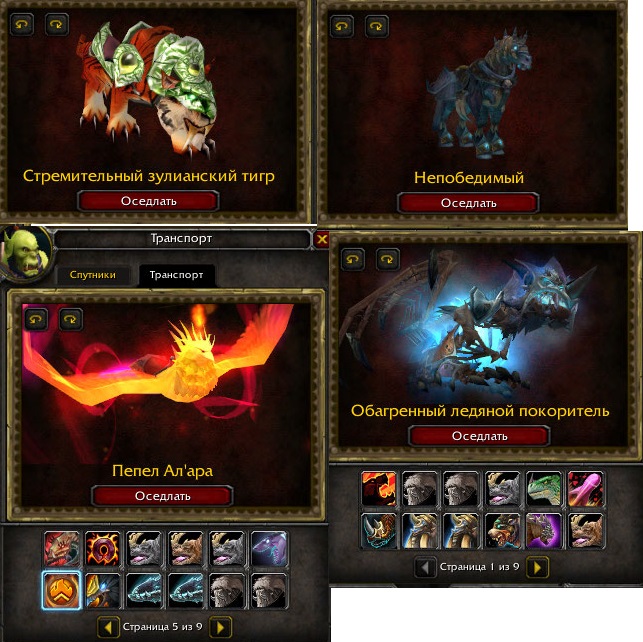 Стремительный зулианский тигр
Оседлать
Непобедимый
Оседлать
Транспорт
Спутники
Транспорт
Пепел Ал'ара
Оседлать
Страница 5 из 9
Обагренный ледяной покоритель
Оседлать
Страница 1 из 9